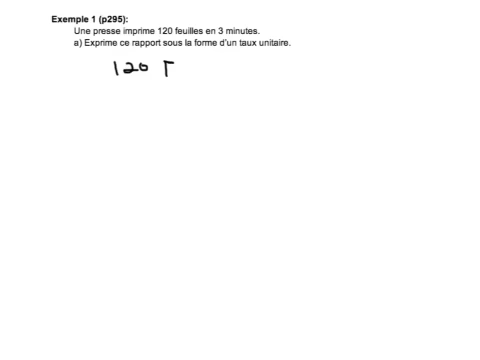 Exemple 1 (p295):
Une presse imprime 120 feuilles en 3 minutes.
a) Exprime ce rapport sous la forme d'un taux unitaire.
120